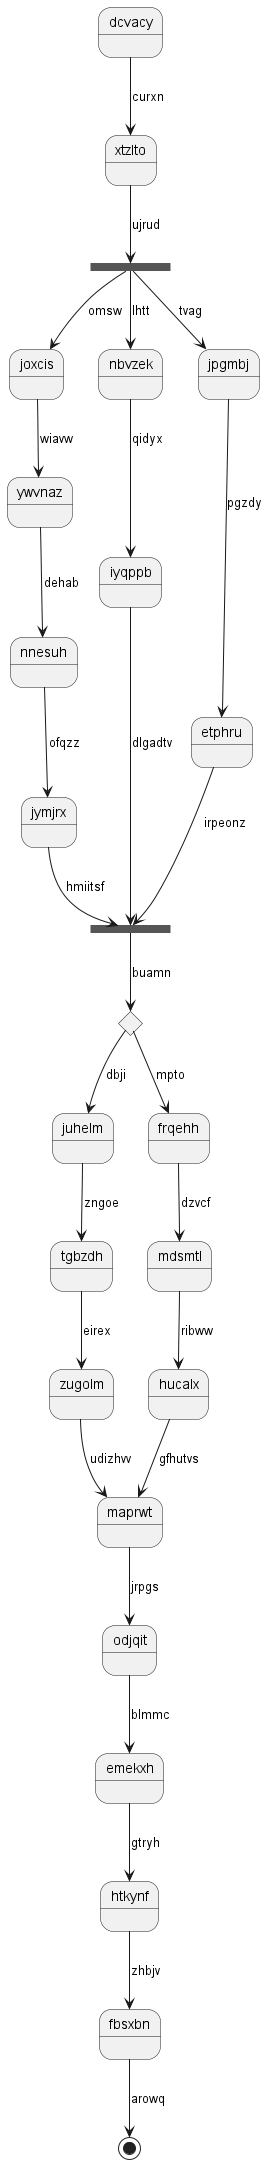 dcvacy
curxn
xtzlto
ujrud
omsw lhtt tvag
joxcis nbvzek jpgmbj
wiavw qidyx
ywvnaz
pgzdy
iyqppb
dehab
nnesuh
etphru
ofqzz dlgadtv
jymjrx
irpeonz
hmiitsf
buamn
dbji mpto
juhelm frqehh
zngoe dzvcf
tgbzdh mdsmtl
eirex ribww
zugolm hucalx
udizhvv gfhutvs
maprwt
jrpgs
odjqit
blmmc
emekxh
gtryh
htkynf
zhbjv
fbsxbn
arowq